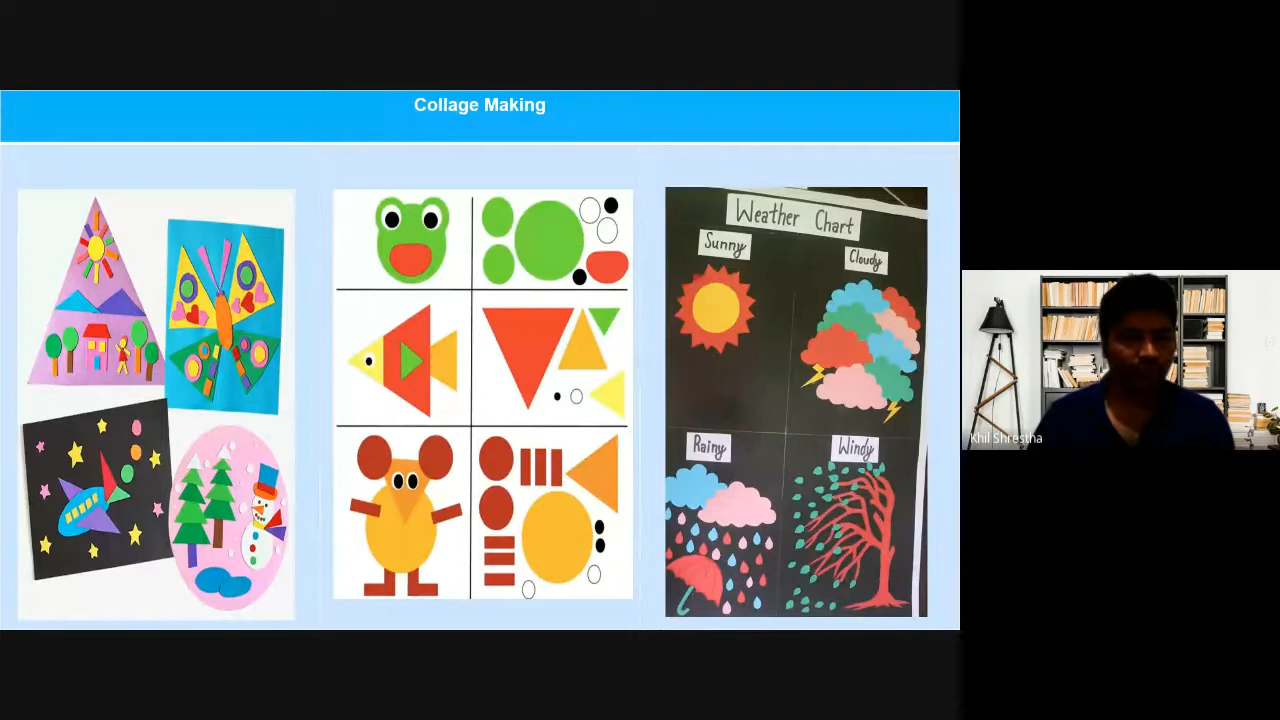 Collage Making
Weather Chart
Sunny
Cloudy
Rainy
Windy
Khil Shrestha